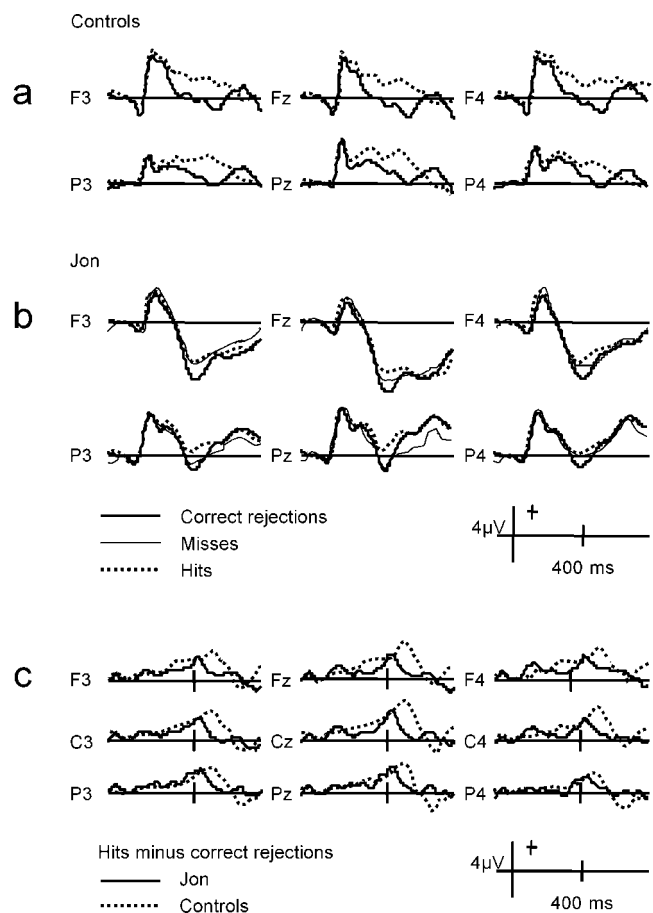 Controls
a
F3 Fz F4
P3 Pz P4
Jon
b
F3 Fz F4
P3 Pz P4
Correct rejections
Misses
Hits
+
4µV
400 ms
c
F3 Fz F4
C3 Cz C4
P3 Pz P4
Hits minus correct rejections
Jon
Controls
+
4µV
400 ms